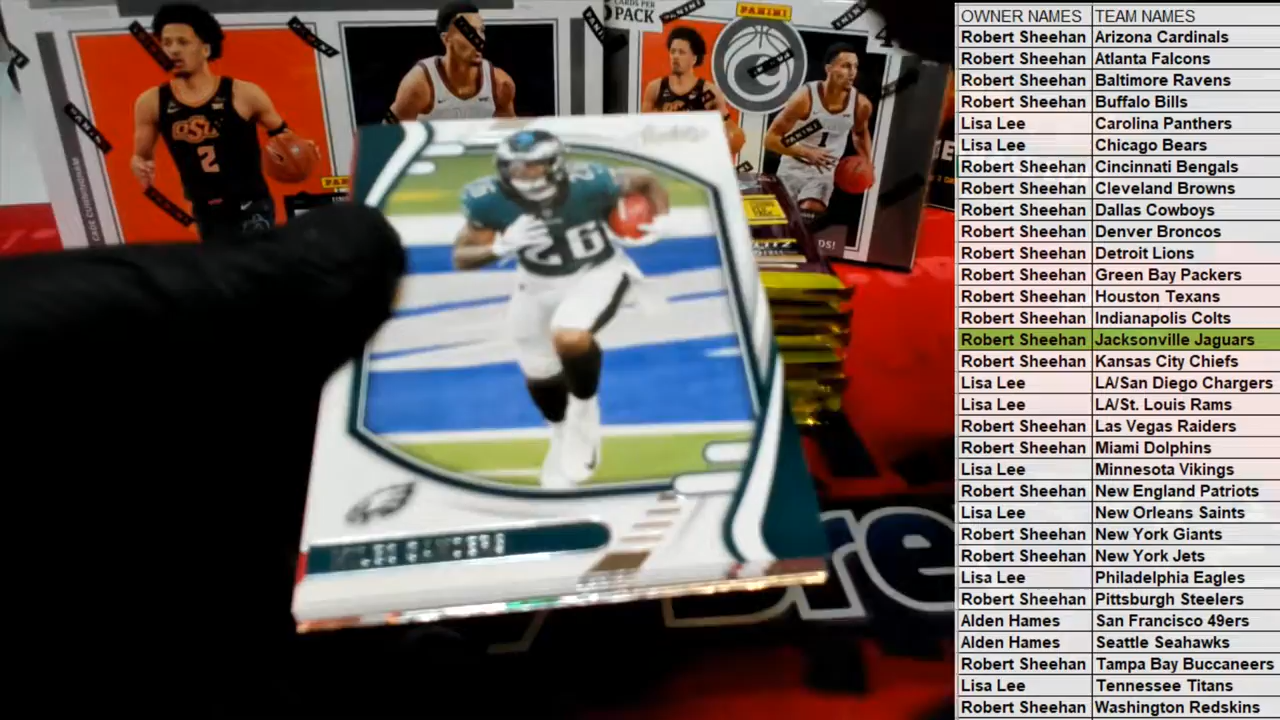 CARDS PER
PACK
PANINI
PANINI
OSU
2
1
CADE CUNNINGHAM
26
26
OWNER NAMES TEAM NAMES
Robert Sheehan Arizona Cardinals
Robert Sheehan Atlanta Falcons
Robert Sheehan Baltimore Ravens
Robert Sheehan Buffalo Bills
Lisa Lee Carolina Panthers
Lisa Lee Chicago Bears
Robert Sheehan Cincinnati Bengals
Robert Sheehan Cleveland Browns
Robert Sheehan Dallas Cowboys
Robert Sheehan Denver Broncos
Robert Sheehan Detroit Lions
Robert Sheehan Green Bay Packers
Robert Sheehan Houston Texans
Robert Sheehan Indianapolis Colts
Robert Sheehan Jacksonville Jaguars
Robert Sheehan Kansas City Chiefs
Lisa Lee LA/San Diego Chargers
Lisa Lee LA/St. Louis Rams
Robert Sheehan Las Vegas Raiders
Robert Sheehan Miami Dolphins
Lisa Lee Minnesota Vikings
Robert Sheehan New England Patriots
Lisa Lee New Orleans Saints
Robert Sheehan New York Giants
Robert Sheehan New York Jets
Lisa Lee Philadelphia Eagles
Robert Sheehan Pittsburgh Steelers
Alden Hames San Francisco 49ers
Alden Hames Seattle Seahawks
Robert Sheehan Tampa Bay Buccaneers
Lisa Lee Tennessee Titans
Robert Sheehan Washington Redskins